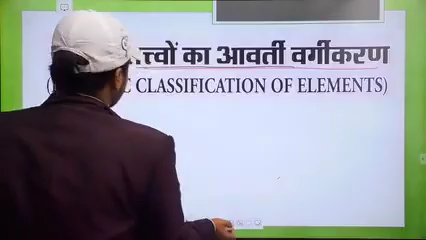 का आवर्ती वर्गीकरण
CLASSIFICATION OF ELEMENTS)